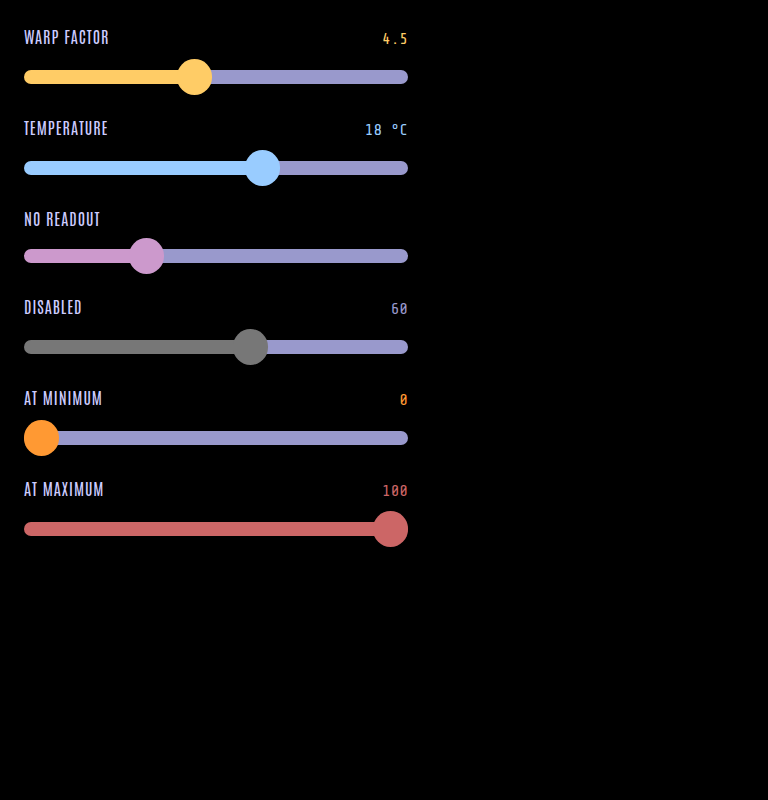 WARP FACTOR 4.5
TEMPERATURE 18 °C
NO READOUT
DISABLED 60
AT MINIMUM 0
AT MAXIMUM 100